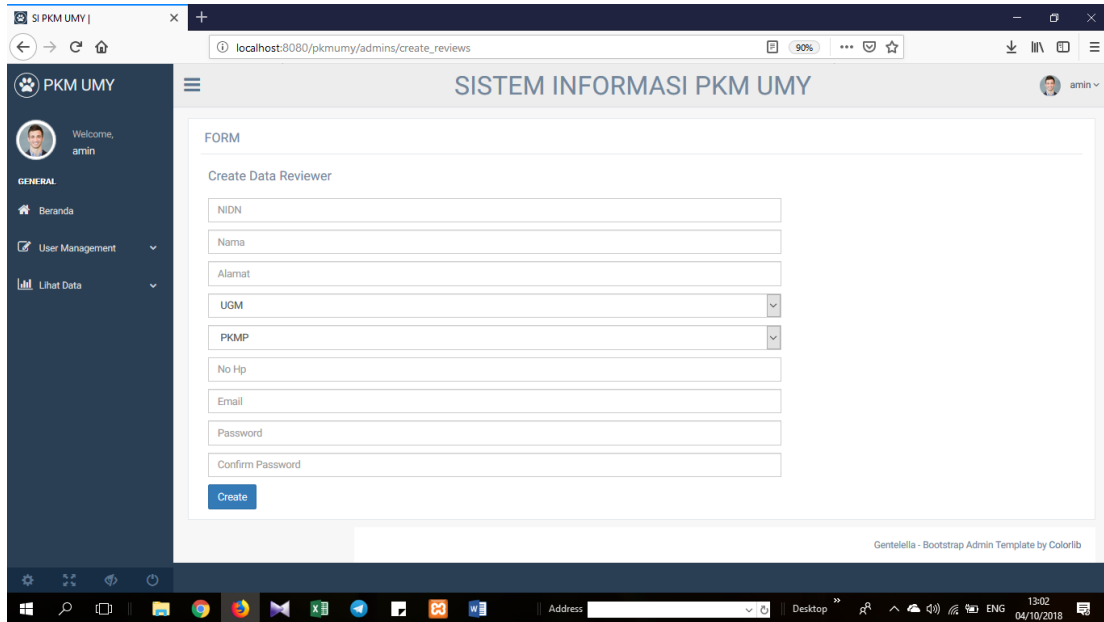 SI PKM UMY |
localhost:8080/pkmumy/admins/create_reviews
90%
PKM UMY
SISTEM INFORMASI PKM UMY
amin
Welcome,
amin
GENERAL
Beranda
User Management
Lihat Data
FORM
Create Data Reviewer
NIDN
Nama
Alamat
UGM
PKMP
No Hp
Email
Password
Confirm Password
Create
Gentelella - Bootstrap Admin Template by Colorlib
Address
Desktop
ENG
13:02
04/10/2018